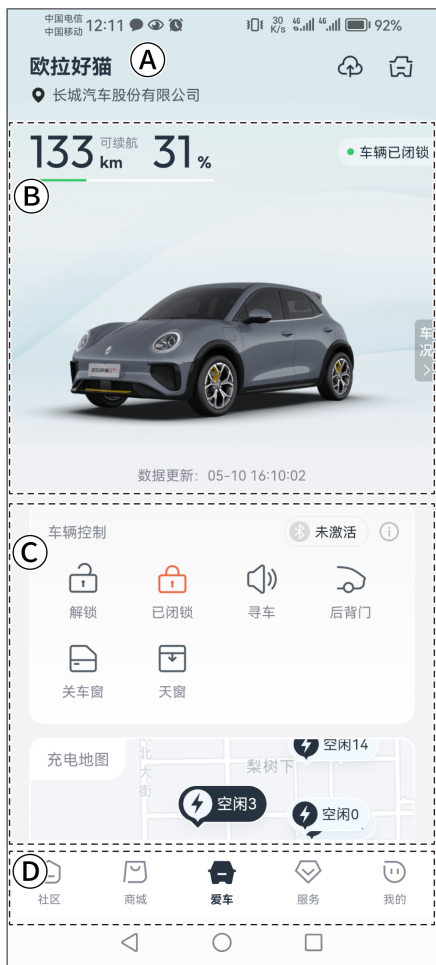 中国电信
中国移动
12:11
30
K/s
46
46
92%
欧拉好猫
A
长城汽车股份有限公司
133 可续航 km 31 %
车辆已闭锁
B
车况
数据更新：05-10 16:10:02
C
车辆控制
未激活
解锁 已闭锁 寻车 后背门
关车窗 天窗
充电地图
北大街
梨树下
空闲14
空闲3
空闲0
D
社区 商城 爱车 服务 我的